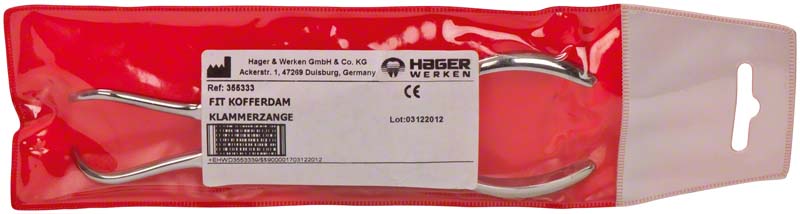 Hager & Werken GmbH & Co. KG
Ackerstr. 1, 47269 Duisburg, Germany
HAGER
WERKEN
Ref: 355333
FIT KOFFERDAM
KLAMMERZANGE
CE
Lot:03122012